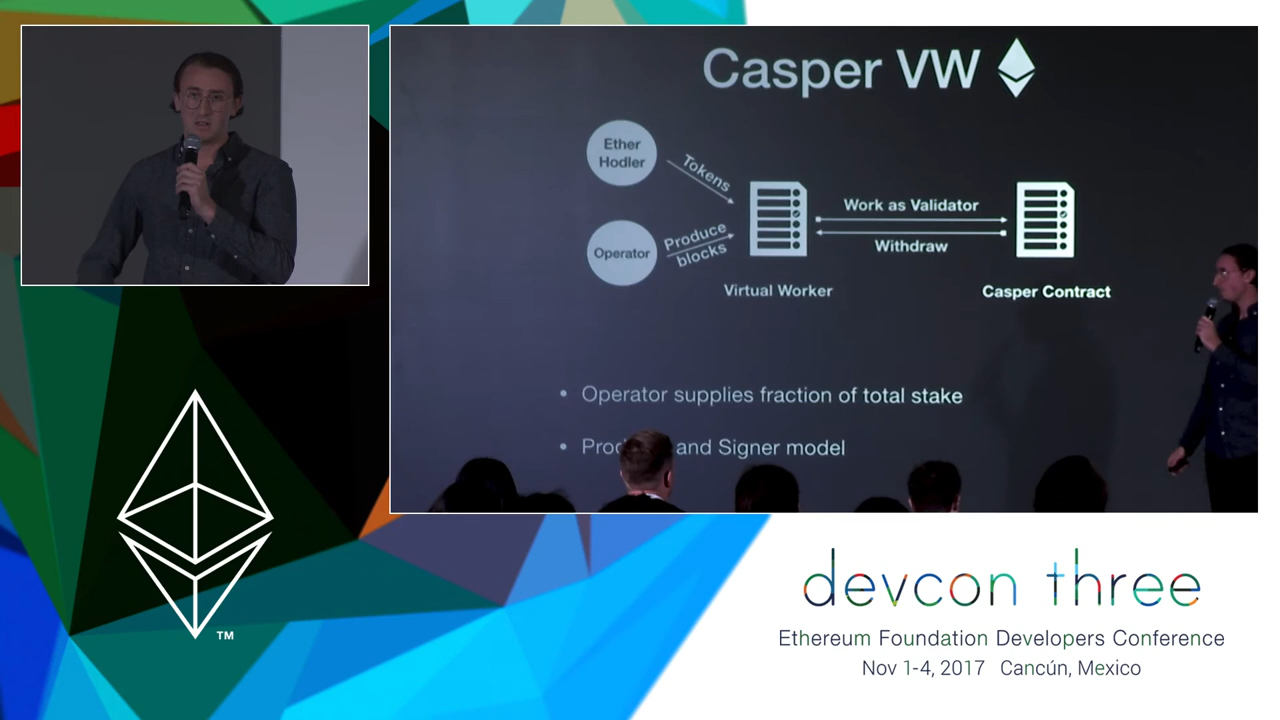 Casper VW
Ether
Hodler
Tokens
Operator
Produce
blocks
Virtual Worker
Work as Validator
Withdraw
Casper Contract
• Operator supplies fraction of total stake
• and Signer model
TM
devcon three
Ethereum Foundation Developers Conference
Nov 1-4, 2017 Cancún, Mexico